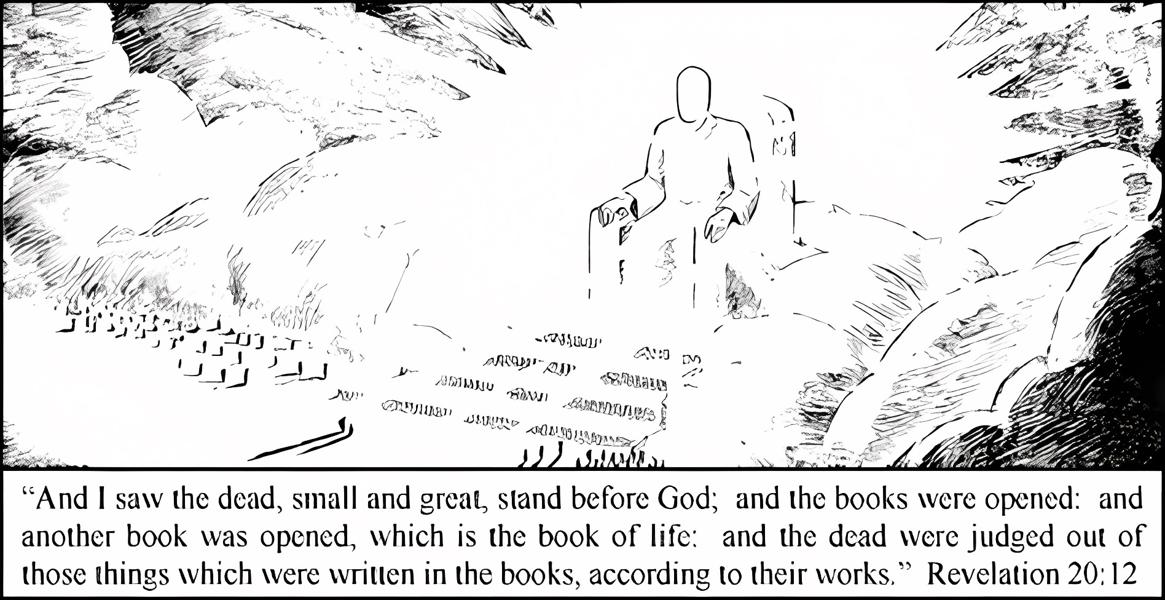 “And I saw the dead, small and great, stand before God; and the books were opened: and
another book was opened, which is the book of life: and the dead were judged out of
those things which were written in the books, according to their works.” Revelation 20:12